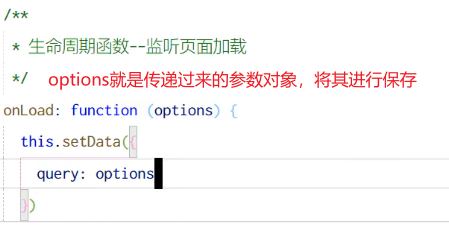 /**
* 生命周期函数--监听页面加载
*/ options就是传递过来的参数对象，将其进行保存
onLoad: function (options) {
this.setData({
query: options
})